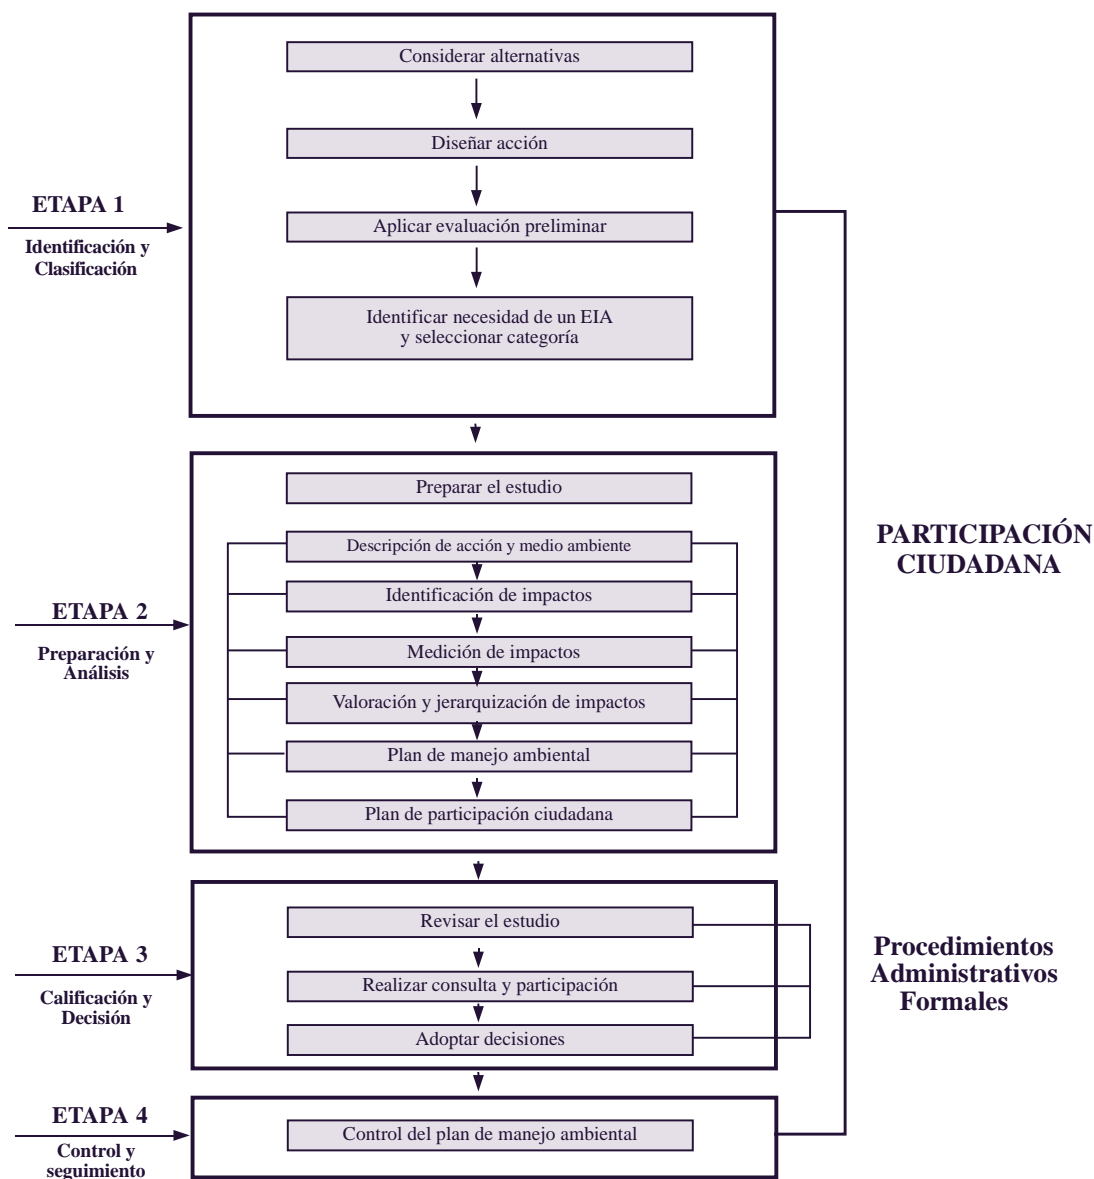 Considerar alternativas
Diseñar acción
Aplicar evaluación preliminar
Identificar necesidad de un EIA
y seleccionar categoría
ETAPA 1
Identificación y
Clasificación
Preparar el estudio
Descripción de acción y medio ambiente
Identificación de impactos
Medición de impactos
Valoración y jerarquización de impactos
Plan de manejo ambiental
Plan de participación ciudadana
ETAPA 2
Preparación y
Análisis
PARTICIPACIÓN
CIUDADANA
Revisar el estudio
Realizar consulta y participación
Adoptar decisiones
ETAPA 3
Calificación y
Decisión
Procedimientos
Administrativos
Formales
ETAPA 4
Control y
seguimiento
Control del plan de manejo ambiental